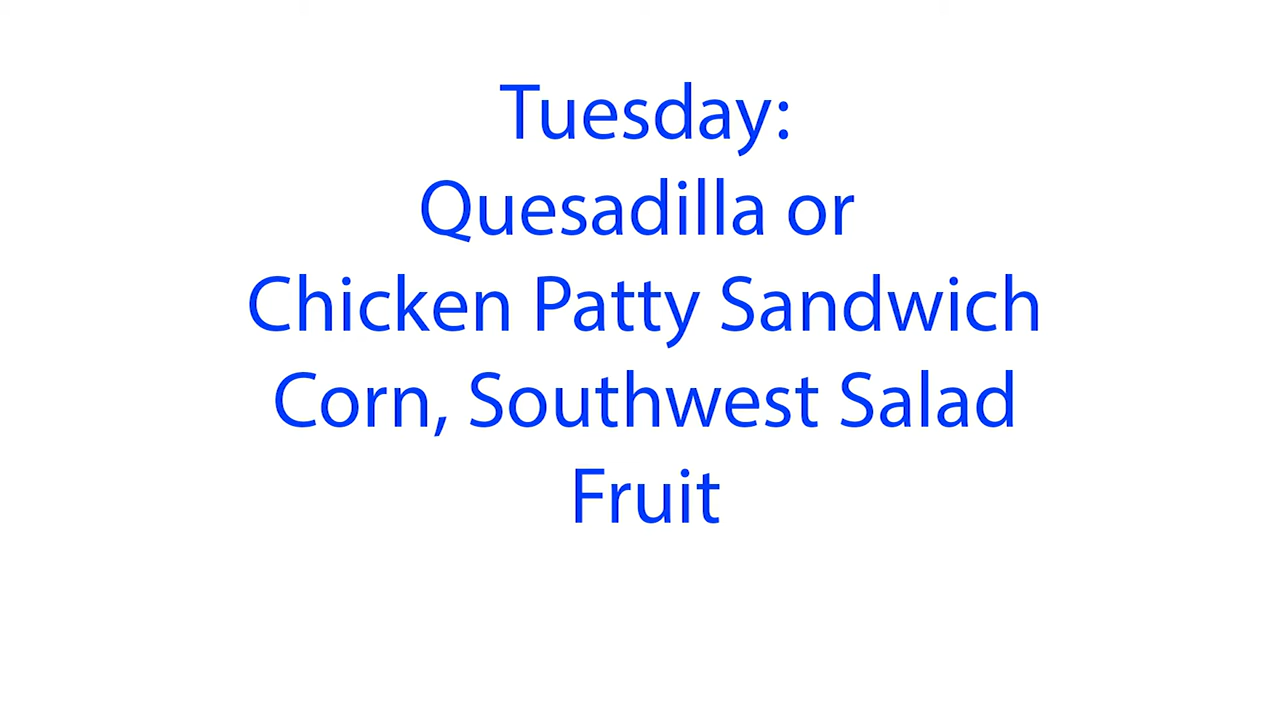 Tuesday:
Quesadilla or
Chicken Patty Sandwich
Corn, Southwest Salad
Fruit